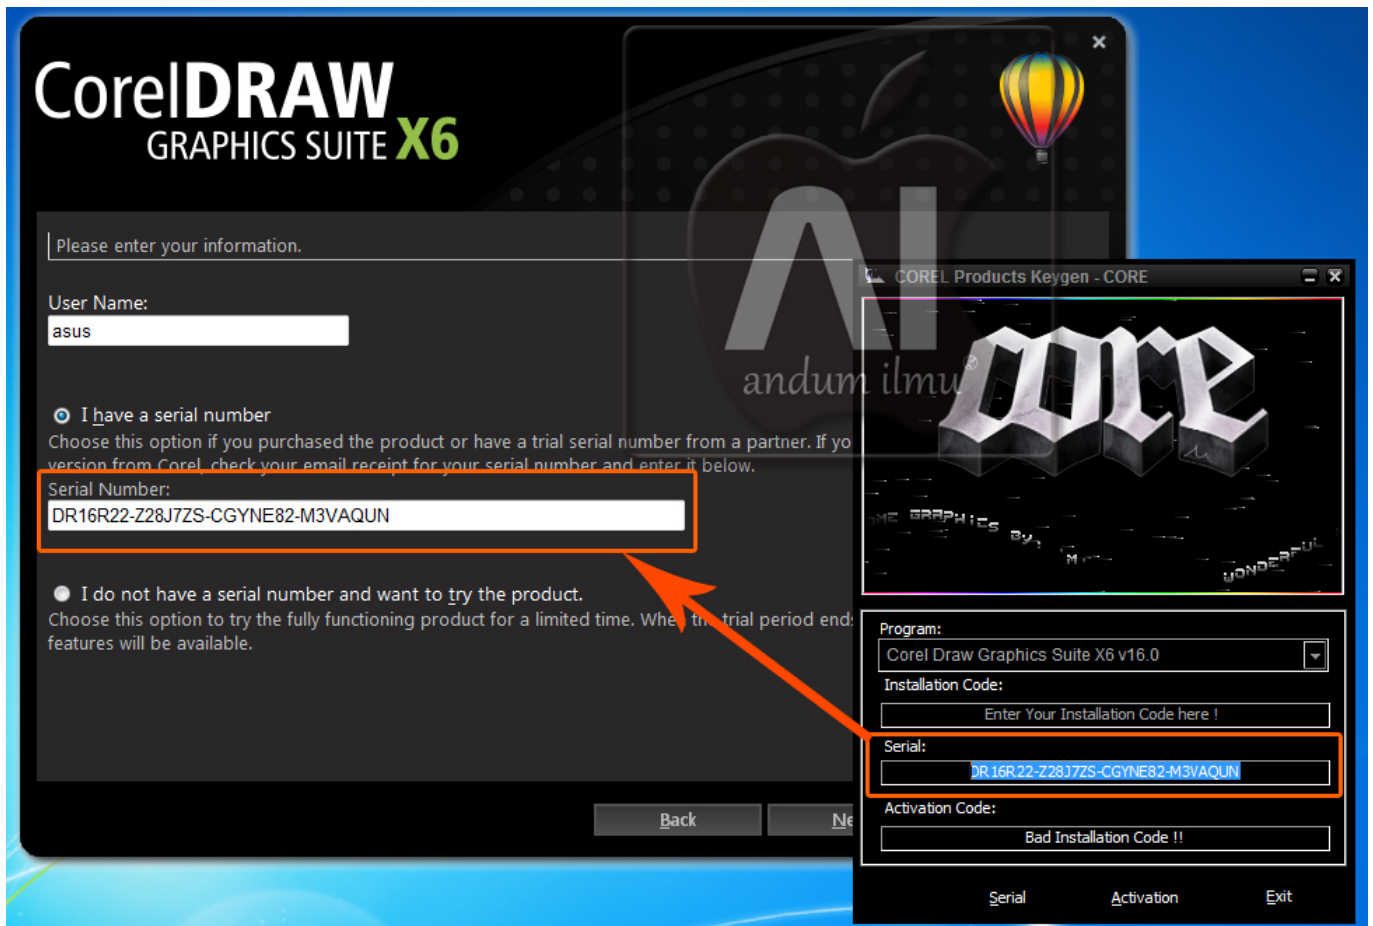 CorelDRAW
GRAPHICS SUITE X6
Please enter your information.
User Name:
asus
I have a serial number
Choose this option if you purchased the product or have a trial serial number from a partner. If yo
version from Corel, check your email receipt for your serial number and enter it below.
Serial Number:
DR16R22-Z28J7ZS-CGYNE82-M3VAQUN
I do not have a serial number and want to try the product.
Choose this option to try the fully functioning product for a limited time. When the trial period ends
features will be available.
Back
Ne
AI
andum ilmu®
COREL Products Keygen - CORE
core
OME GRAPHiCS By
M
WONDERFUL
Program:
Corel Draw Graphics Suite X6 v16.0
Installation Code:
Enter Your Installation Code here !
Serial:
DR16R22-Z28J7ZS-CGYNE82-M3VAQUN
Activation Code:
Bad Installation Code !!
Serial
Activation
Exit